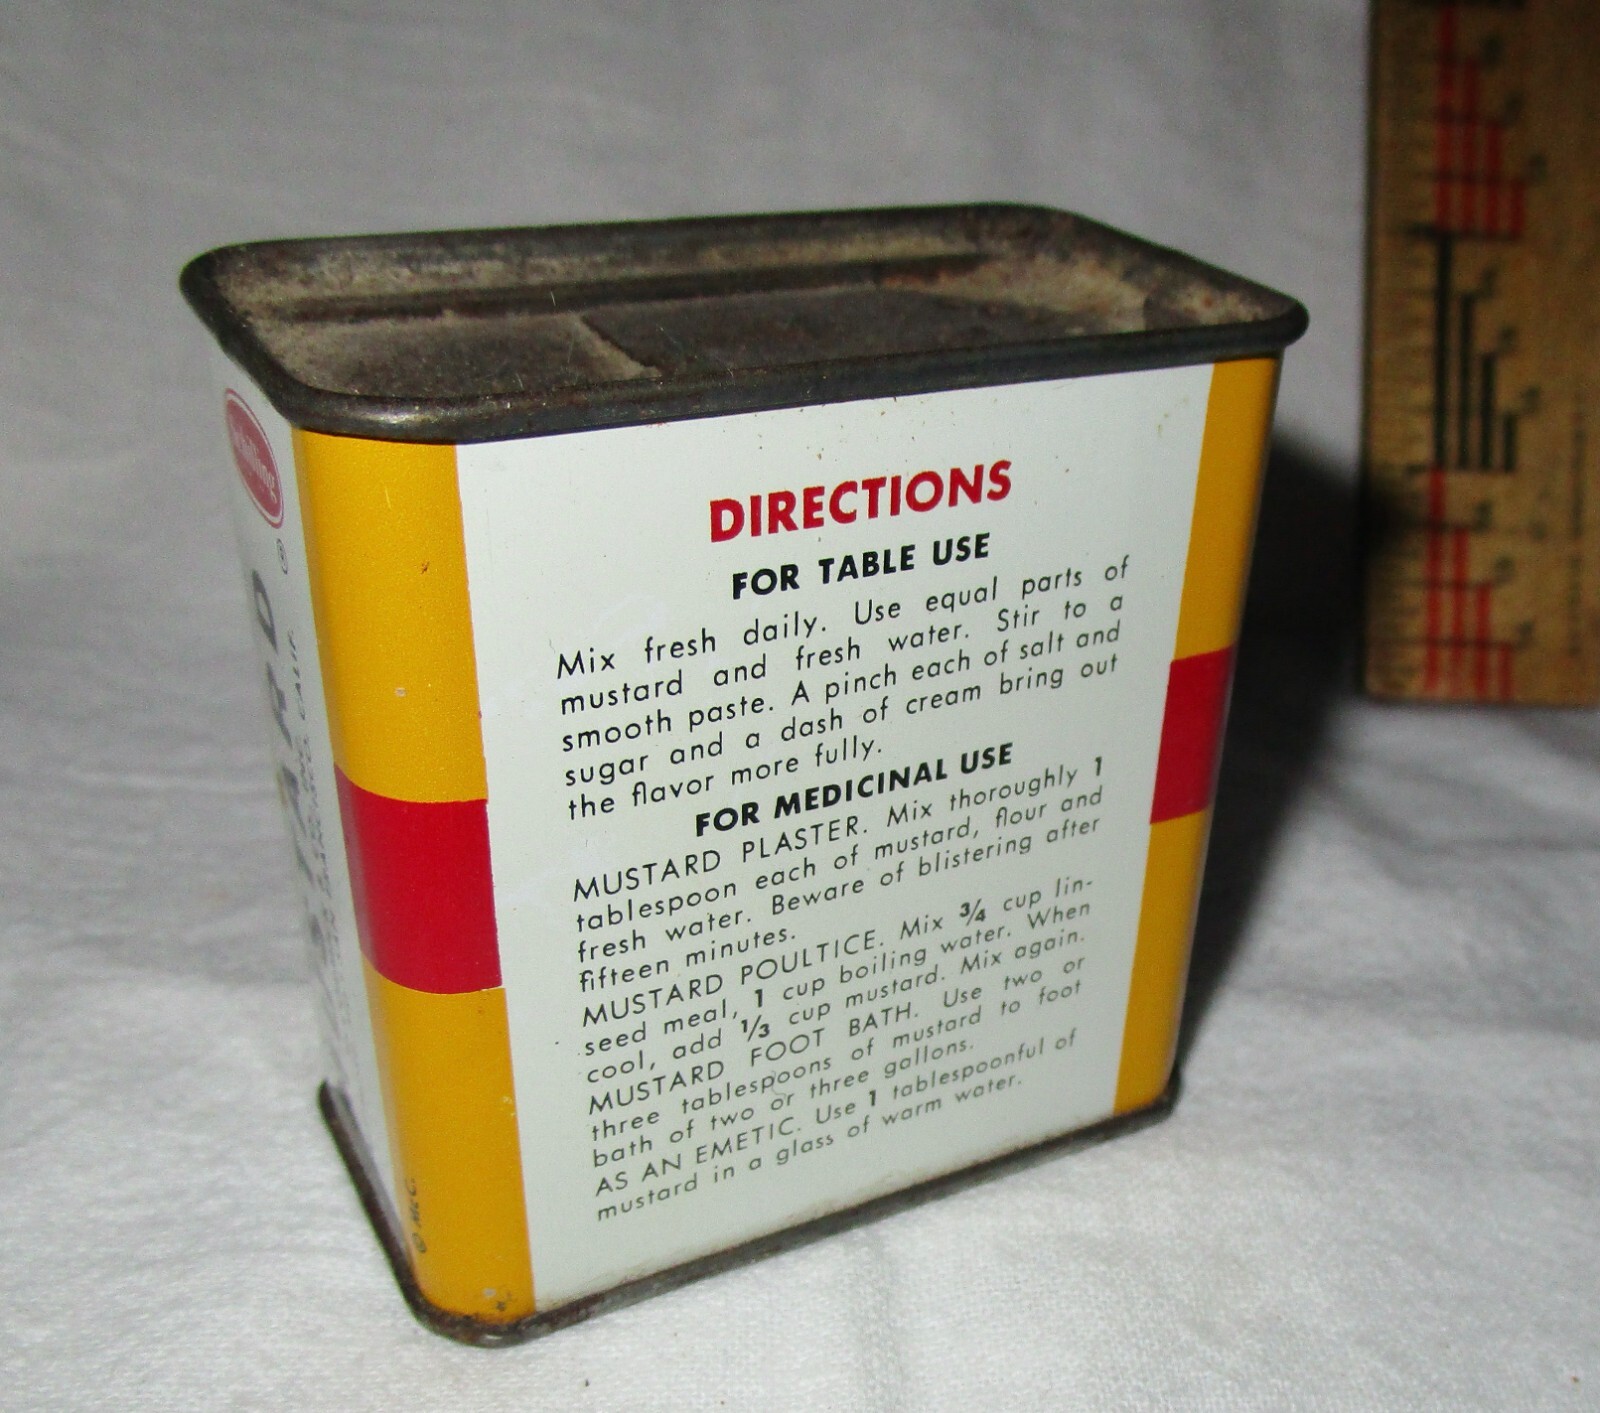 DIRECTIONS
FOR TABLE USE
Mix fresh daily. Use equal parts of
mustard and fresh water. Stir to a
smooth paste. A pinch each of salt and
sugar and a dash of cream bring out
the flavor more fully.
FOR MEDICINAL USE
MUSTARD PLASTER. Mix thoroughly 1
tablespoon each of mustard, flour and
fresh water. Beware of blistering after
fifteen minutes.
MUSTARD POULTICE. Mix 3/4 cup lin-
seed meal, 1 cup boiling water. When
cool, add 1/3 cup mustard. Mix again.
MUSTARD FOOT BATH. Use two or
three tablespoons of mustard to foot
bath of two or three gallons.
AS AN EMETIC. Use 1 tablespoonful of
mustard in a glass of warm water.
Schilling
®
MUSTARD
CALIF.
© McC.